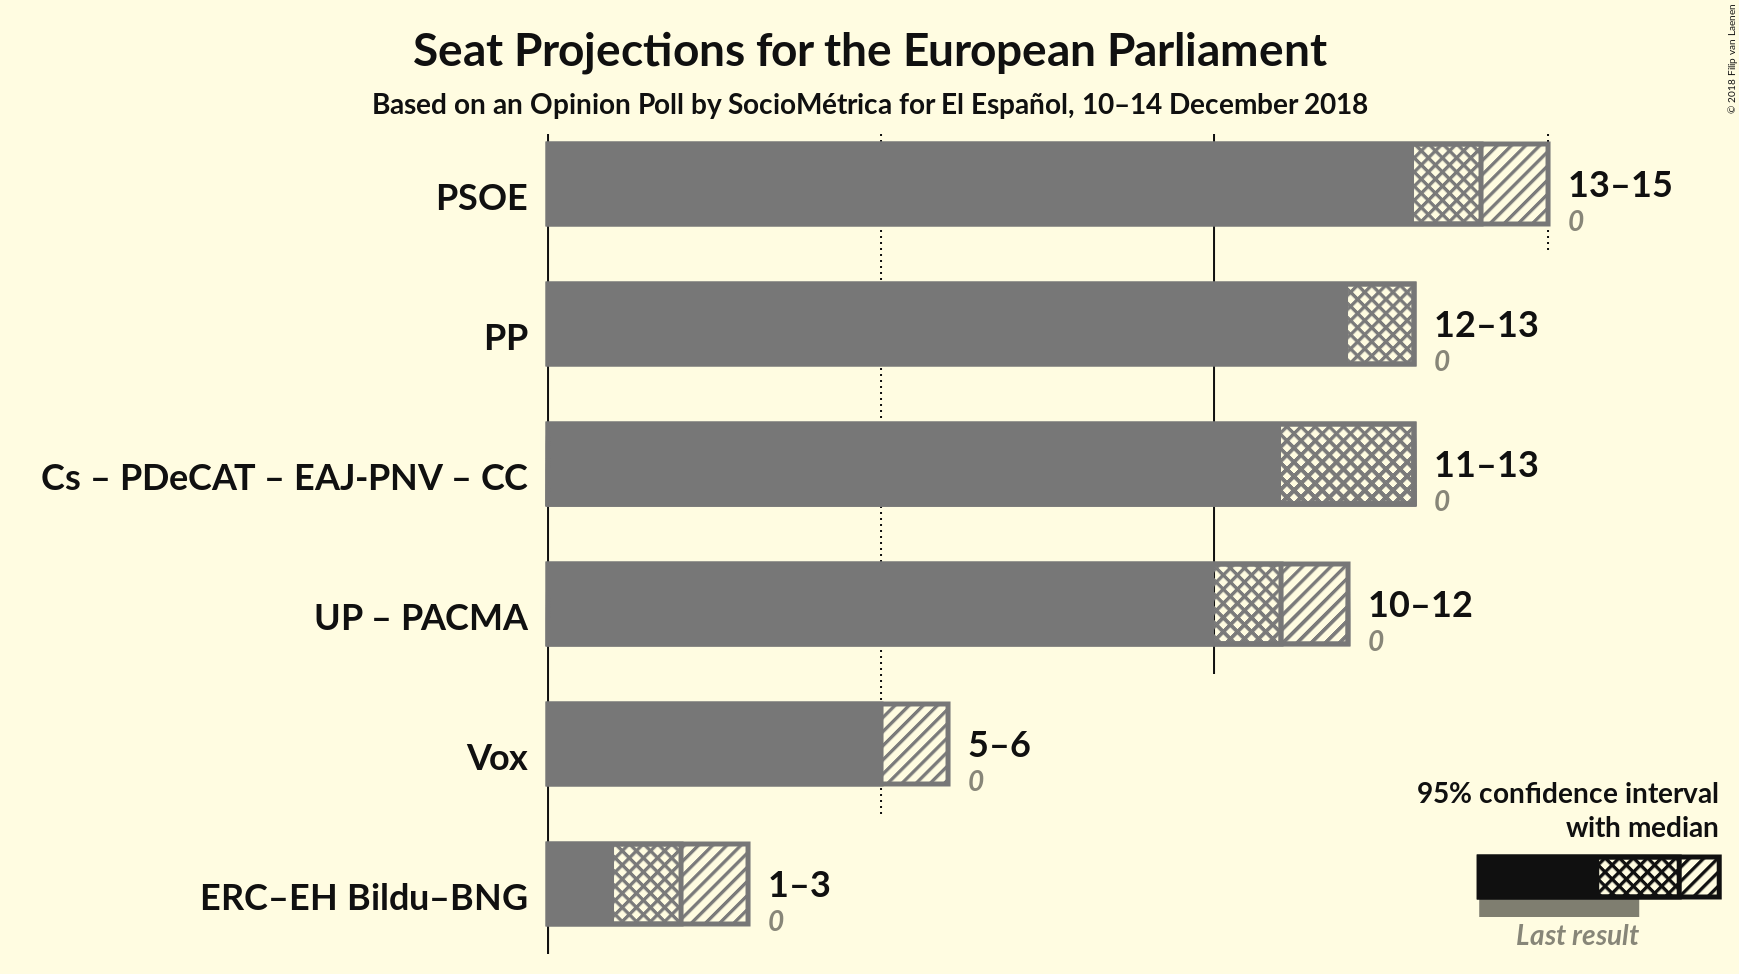 Seat Projections for the European Parliament
Based on an Opinion Poll by SocioMétrica for El Español, 10–14 December 2018
© 2018 Filip van Laenen
PSOE
13–15
0
PP
12–13
0
Cs – PDeCAT – EAJ-PNV – CC
11–13
0
UP – PACMA
10–12
0
Vox
5–6
0
ERC–EH Bildu–BNG
1–3
0
95% confidence interval
with median
Last result